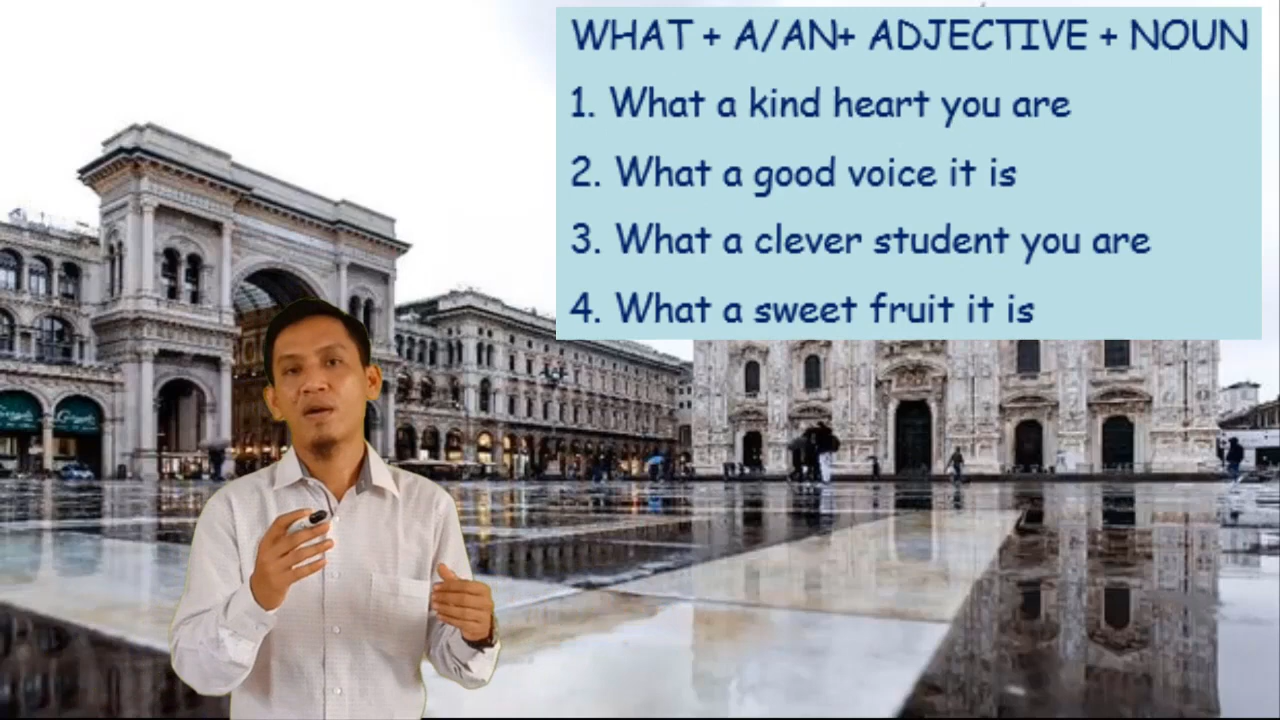 WHAT + A/AN+ ADJECTIVE + NOUN
1. What a kind heart you are
2. What a good voice it is
3. What a clever student you are
4. What a sweet fruit it is